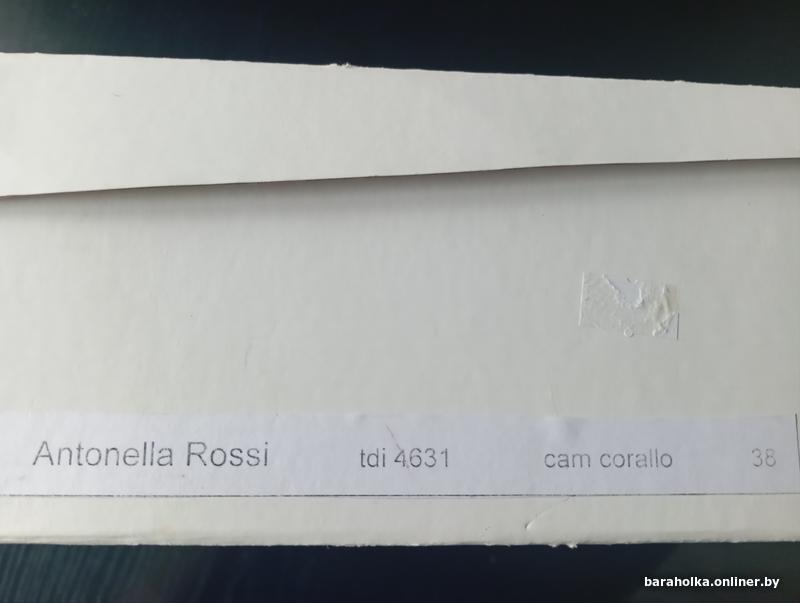 Antonella Rossi tdi 4631 cam corallo 38
baraholka.onliner.by